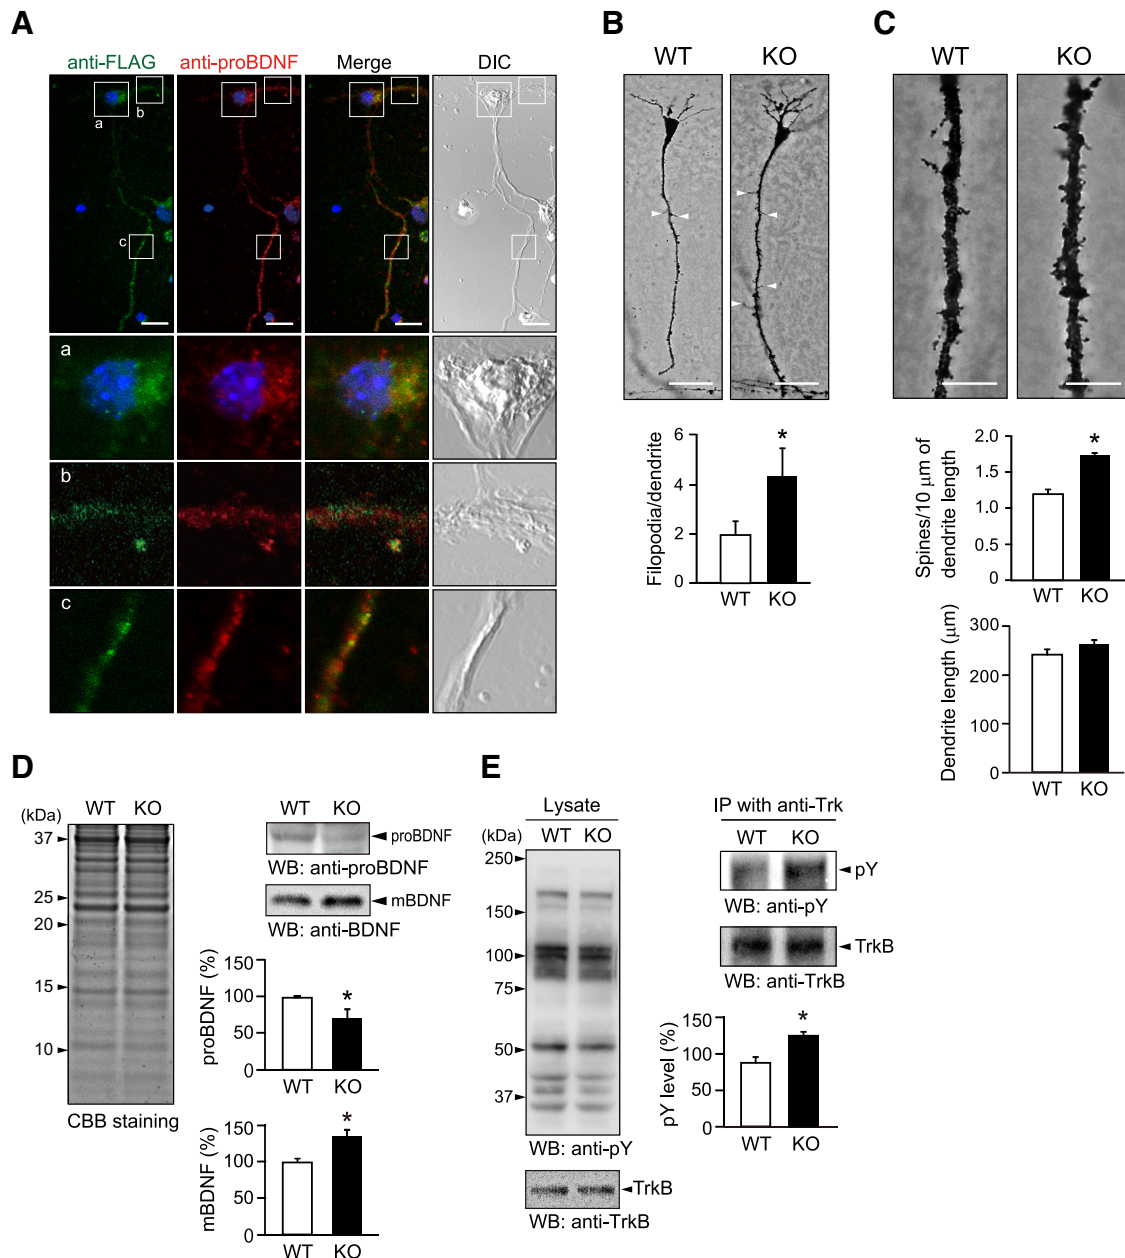 A
anti-FLAG anti-proBDNF Merge DIC
a
b
c
a
b
c
B
WT KO
Filopodia/dendrite
6
4
2
0
*
WT KO
C
WT KO
Spines/10 μm of
dendrite length
2.0
1.5
1.0
0.5
0
*
WT KO
Dendrite length (μm)
300
200
100
0
WT KO
D
WT KO
(kDa)
37
25
20
15
10
CBB staining
WT KO
proBDNF
WB: anti-proBDNF
mBDNF
WB: anti-BDNF
proBDNF (%)
150
100
50
0
*
WT KO
mBDNF (%)
150
100
50
0
*
WT KO
E
Lysate
(kDa) WT KO
250
150
100
75
50
37
WB: anti-pY
TrkB
WB: anti-TrkB
IP with anti-Trk
WT KO
pY
WB: anti-pY
TrkB
WB: anti-TrkB
pY level (%)
150
100
50
0
*
WT KO